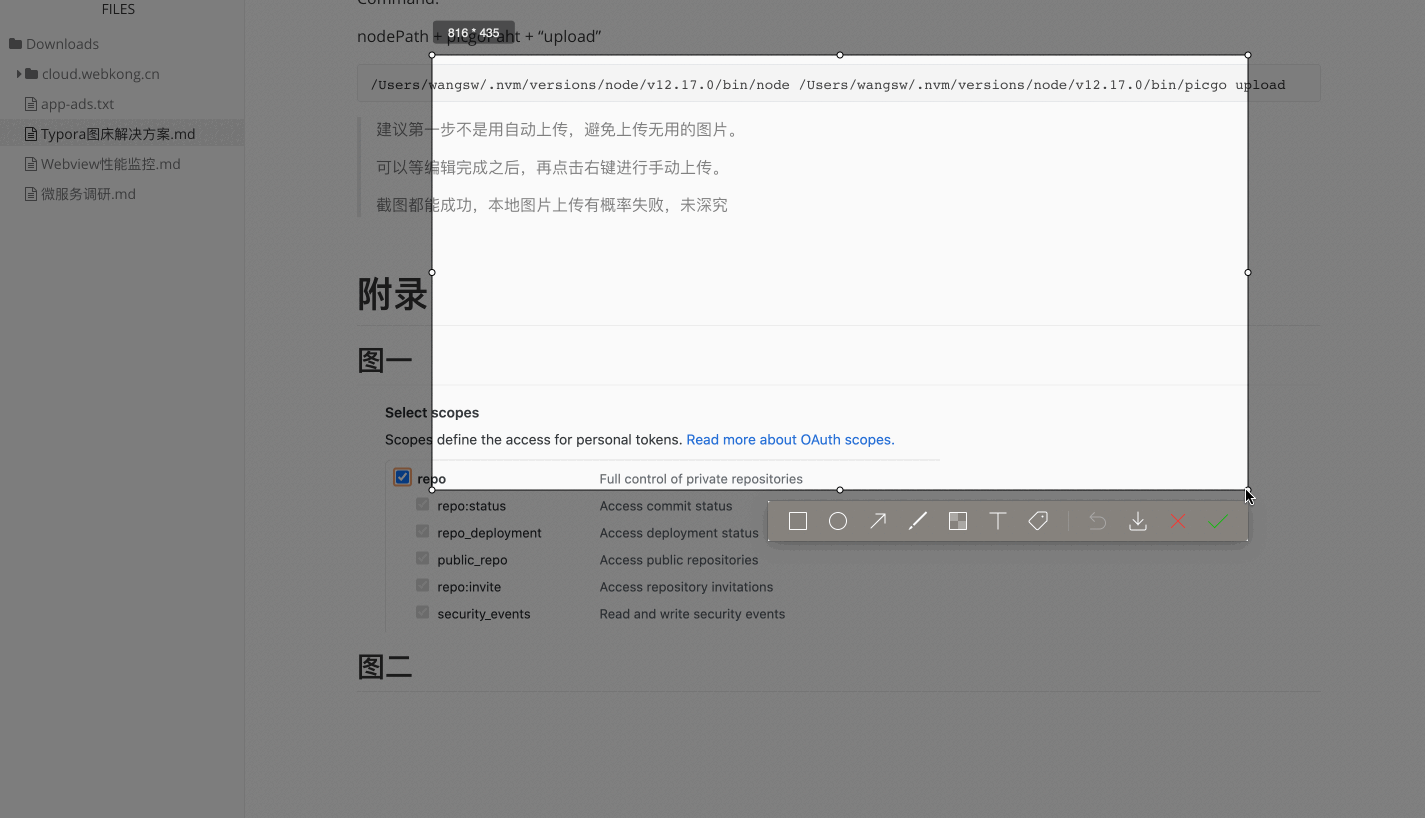 FILES
Downloads
cloud.webkong.cn
app-ads.txt
Typora图床解决方案.md
Webview性能监控.md
微服务调研.md
Command:
816 * 435
nodePath + picgoPaht + “upload”
/Users/wangsw/.nvm/versions/node/v12.17.0/bin/node /Users/wangsw/.nvm/versions/node/v12.17.0/bin/picgo upload
建议第一步不是用自动上传，避免上传无用的图片。
可以等编辑完成之后，再点击右键进行手动上传。
截图都能成功，本地图片上传有概率失败，未深究
附录
图一
Select scopes
Scopes define the access for personal tokens. Read more about OAuth scopes.
repo Full control of private repositories
repo:status Access commit status
repo_deployment Access deployment status
public_repo Access public repositories
repo:invite Access repository invitations
security_events Read and write security events
图二